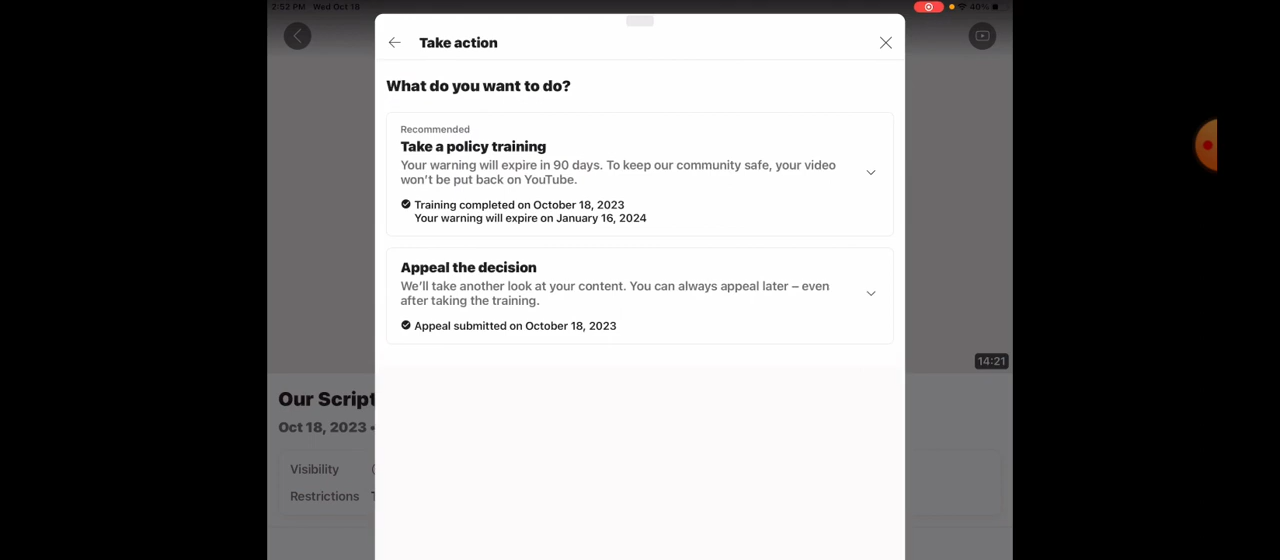 2:52 PM Wed Oct 18
40%
Take action
What do you want to do?
Recommended
Take a policy training
Your warning will expire in 90 days. To keep our community safe, your video
won't be put back on YouTube.
Training completed on October 18, 2023
Your warning will expire on January 16, 2024
Appeal the decision
We'll take another look at your content. You can always appeal later – even
after taking the training.
Appeal submitted on October 18, 2023
14:21
Our Script
Oct 18, 2023 •
Visibility
Restrictions